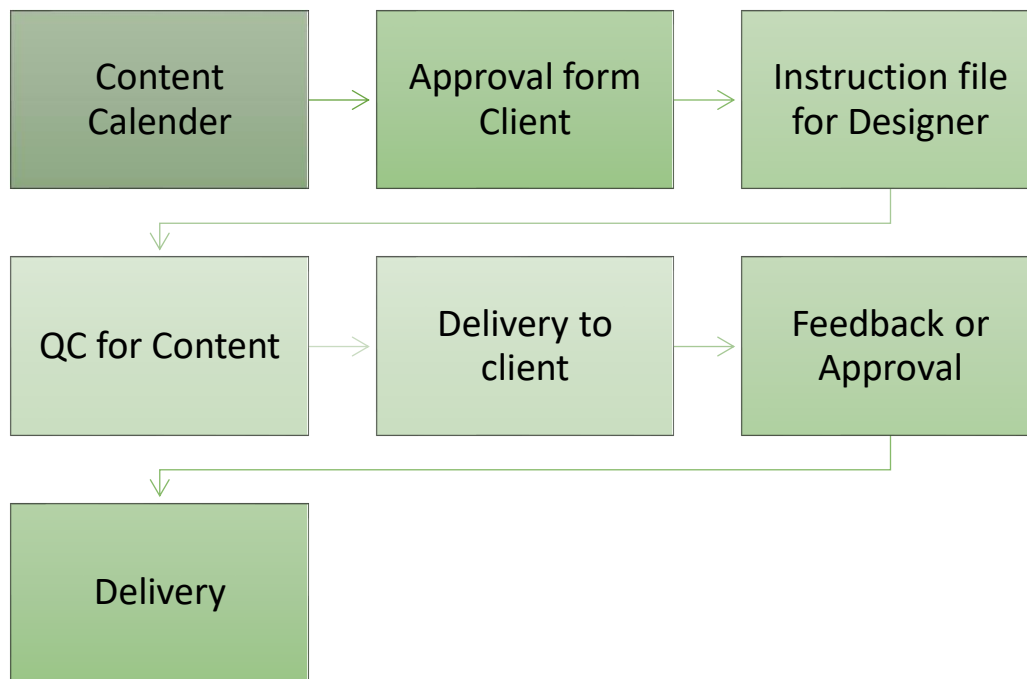 Content
Calender
Approval form
Client
Instruction file
for Designer
QC for Content
Delivery to
client
Feedback or
Approval
Delivery